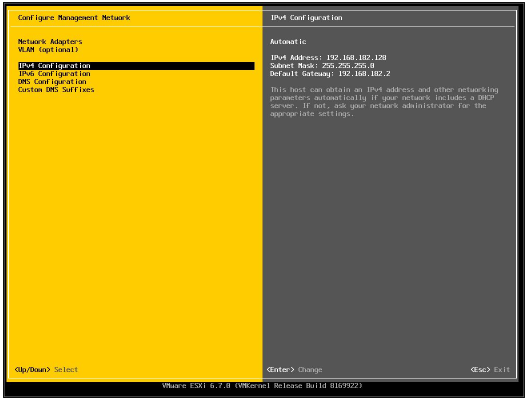 Configure Management Network
Network Adapters
VLAN (optional)
IPv4 Configuration
IPv6 Configuration
DNS Configuration
Custom DNS Suffixes
IPv4 Configuration
Automatic
IPv4 Address: 192.168.182.128
Subnet Mask: 255.255.255.0
Default Gateway: 192.168.182.2
This host can obtain an IPv4 address and other networking
parameters automatically if your network includes a DHCP
server. If not, ask your network administrator for the
appropriate settings.
<Up/Down> Select
<Enter> Change
<Esc> Exit
VMware ESXi 6.7.0 (VMKernel Release Build 8169922)